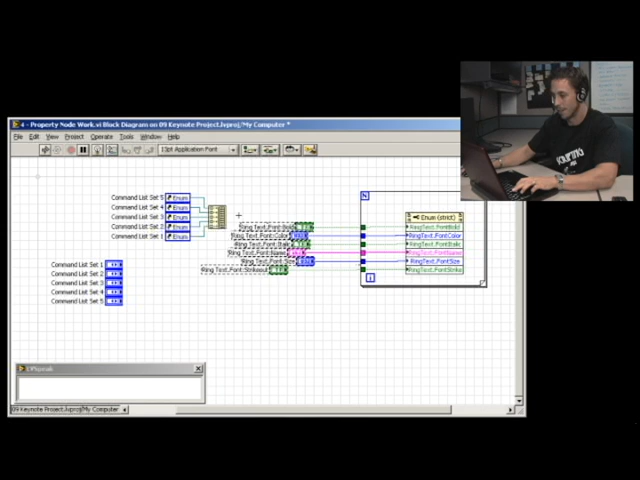 4 - Property Node Work.vi Block Diagram on 09 Keynote Project.lvproj/My Computer *
File Edit View Project Operate Tools Window Help
13pt Application Font
Command List Set 5 Enum
Command List Set 4 Enum
Command List Set 3 Enum
Command List Set 2 Enum
Command List Set 1 Enum
N
Enum (strict)
Ring Text.Font:Bold RingText.FontBold
Ring Text.Font:Color RingText.FontColor
Ring Text.Font:Italic RingText.FontItalic
Ring Text.Font:Name RingText.FontName
Ring Text.Font:Size RingText.FontSize
Ring Text.Font:Strikeout RingText.FontStrike
i
Command List Set 1
Command List Set 2
Command List Set 3
Command List Set 4
Command List Set 5
LVSpeak
09 Keynote Project.lvproj/My Computer